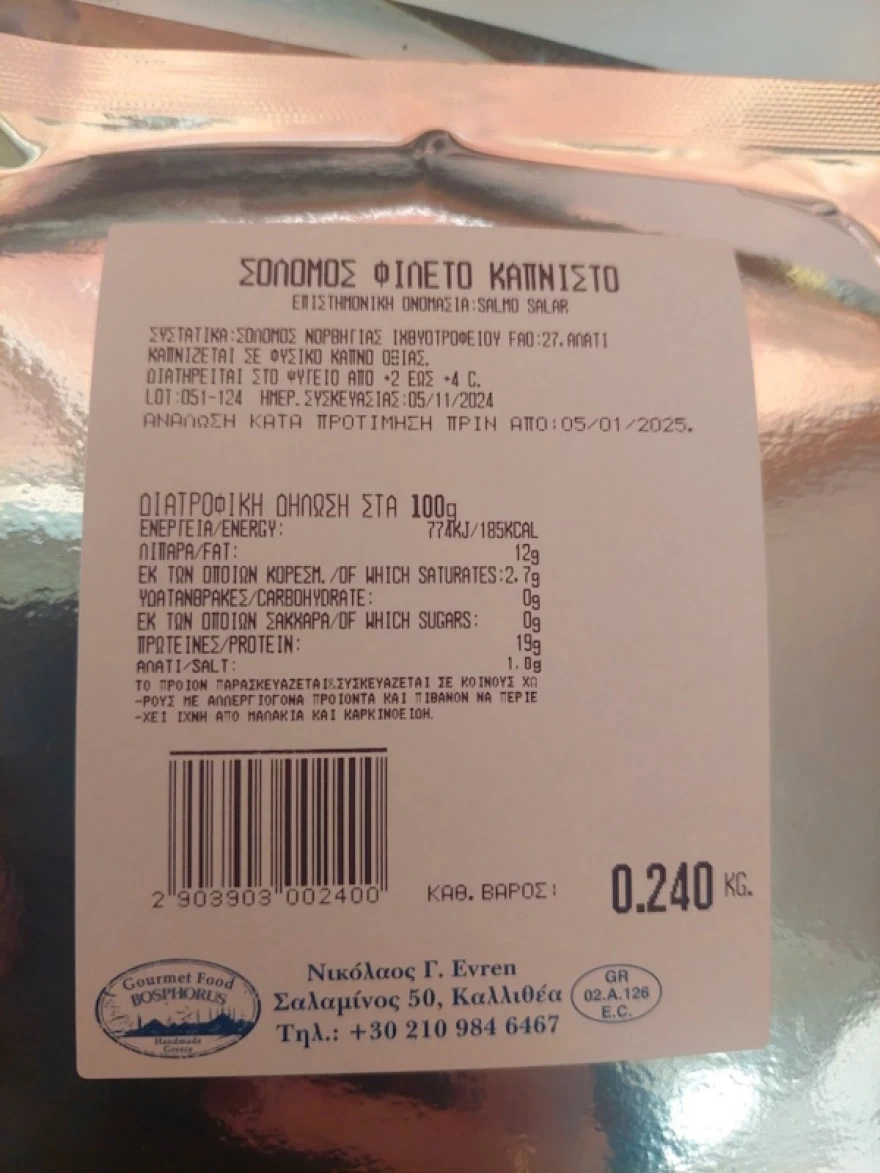 ΣΟΛΟΜΟΣ ΦΙΛΕΤΟ ΚΑΠΝΙΣΤΟ
ΕΠΙΣΤΗΜΟΝΙΚΗ ΟΝΟΜΑΣΙΑ:SALMO SALAR
ΣΥΣΤΑΤΙΚΑ:ΣΟΛΟΜΟΣ ΝΟΡΒΗΓΙΑΣ ΙΧΘΥΟΤΡΟΦΕΙΟΥ FAO:27.ΑΛΑΤΙ
ΚΑΠΝΙΖΕΤΑΙ ΣΕ ΦΥΣΙΚΟ ΚΑΠΝΟ ΟΞΙΑΣ.
ΔΙΑΤΗΡΕΙΤΑΙ ΣΤΟ ΨΥΓΕΙΟ ΑΠΟ +2 ΕΩΣ +4 C.
LOT:051-124 ΗΜΕΡ.ΣΥΣΚΕΥΑΣΙΑΣ:05/11/2024
ΑΝΑΛΩΣΗ ΚΑΤΑ ΠΡΟΤΙΜΗΣΗ ΠΡΙΝ ΑΠΟ:05/01/2025.
ΔΙΑΤΡΟΦΙΚΗ ΔΗΛΩΣΗ ΣΤΑ 100g
ΕΝΕΡΓΕΙΑ/ENERGY: 774KJ/185KCAL
ΛΙΠΑΡΑ/FAT: 12g
ΕΚ ΤΩΝ ΟΠΟΙΩΝ ΚΟΡΕΣΜ./OF WHICH SATURATES:2.7g
ΥΔΑΤΑΝΘΡΑΚΕΣ/CARBOHYDRATE: 0g
ΕΚ ΤΩΝ ΟΠΟΙΩΝ ΣΑΚΧΑΡΑ/OF WHICH SUGARS: 0g
ΠΡΩΤΕΙΝΕΣ/PROTEIN: 19g
ΑΛΑΤΙ/SALT:
ΤΟ ΠΡΟΙΟΝ ΠΑΡΑΣΚΕΥΑΖΕΤΑΙ&ΣΥΣΚΕΥΑΖΕΤΑΙ ΣΕ ΚΟΙΝΟΥΣ ΧΩ
-ΡΟΥΣ ΜΕ ΑΛΛΕΡΓΙΟΓΟΝΑ ΠΡΟΙΟΝΤΑ ΚΑΙ ΠΙΘΑΝΟΝ ΝΑ ΠΕΡΙΕ
-ΧΕΙ ΙΧΝΗ ΑΠΟ ΜΑΛΑΚΙΑ ΚΑΙ ΚΑΡΚΙΝΟΕΙΔΗ.
2 903903 002400
ΚΑΘ.ΒΑΡΟΣ: 0.240 KG.
Gourmet Food
BOSPHORUS
Handmade
Greece
Νικόλαος Γ. Evren
Σαλαμίνος 50, Καλλιθέα
Τηλ.: +30 210 984 6467
GR
02.A.126
E.C.